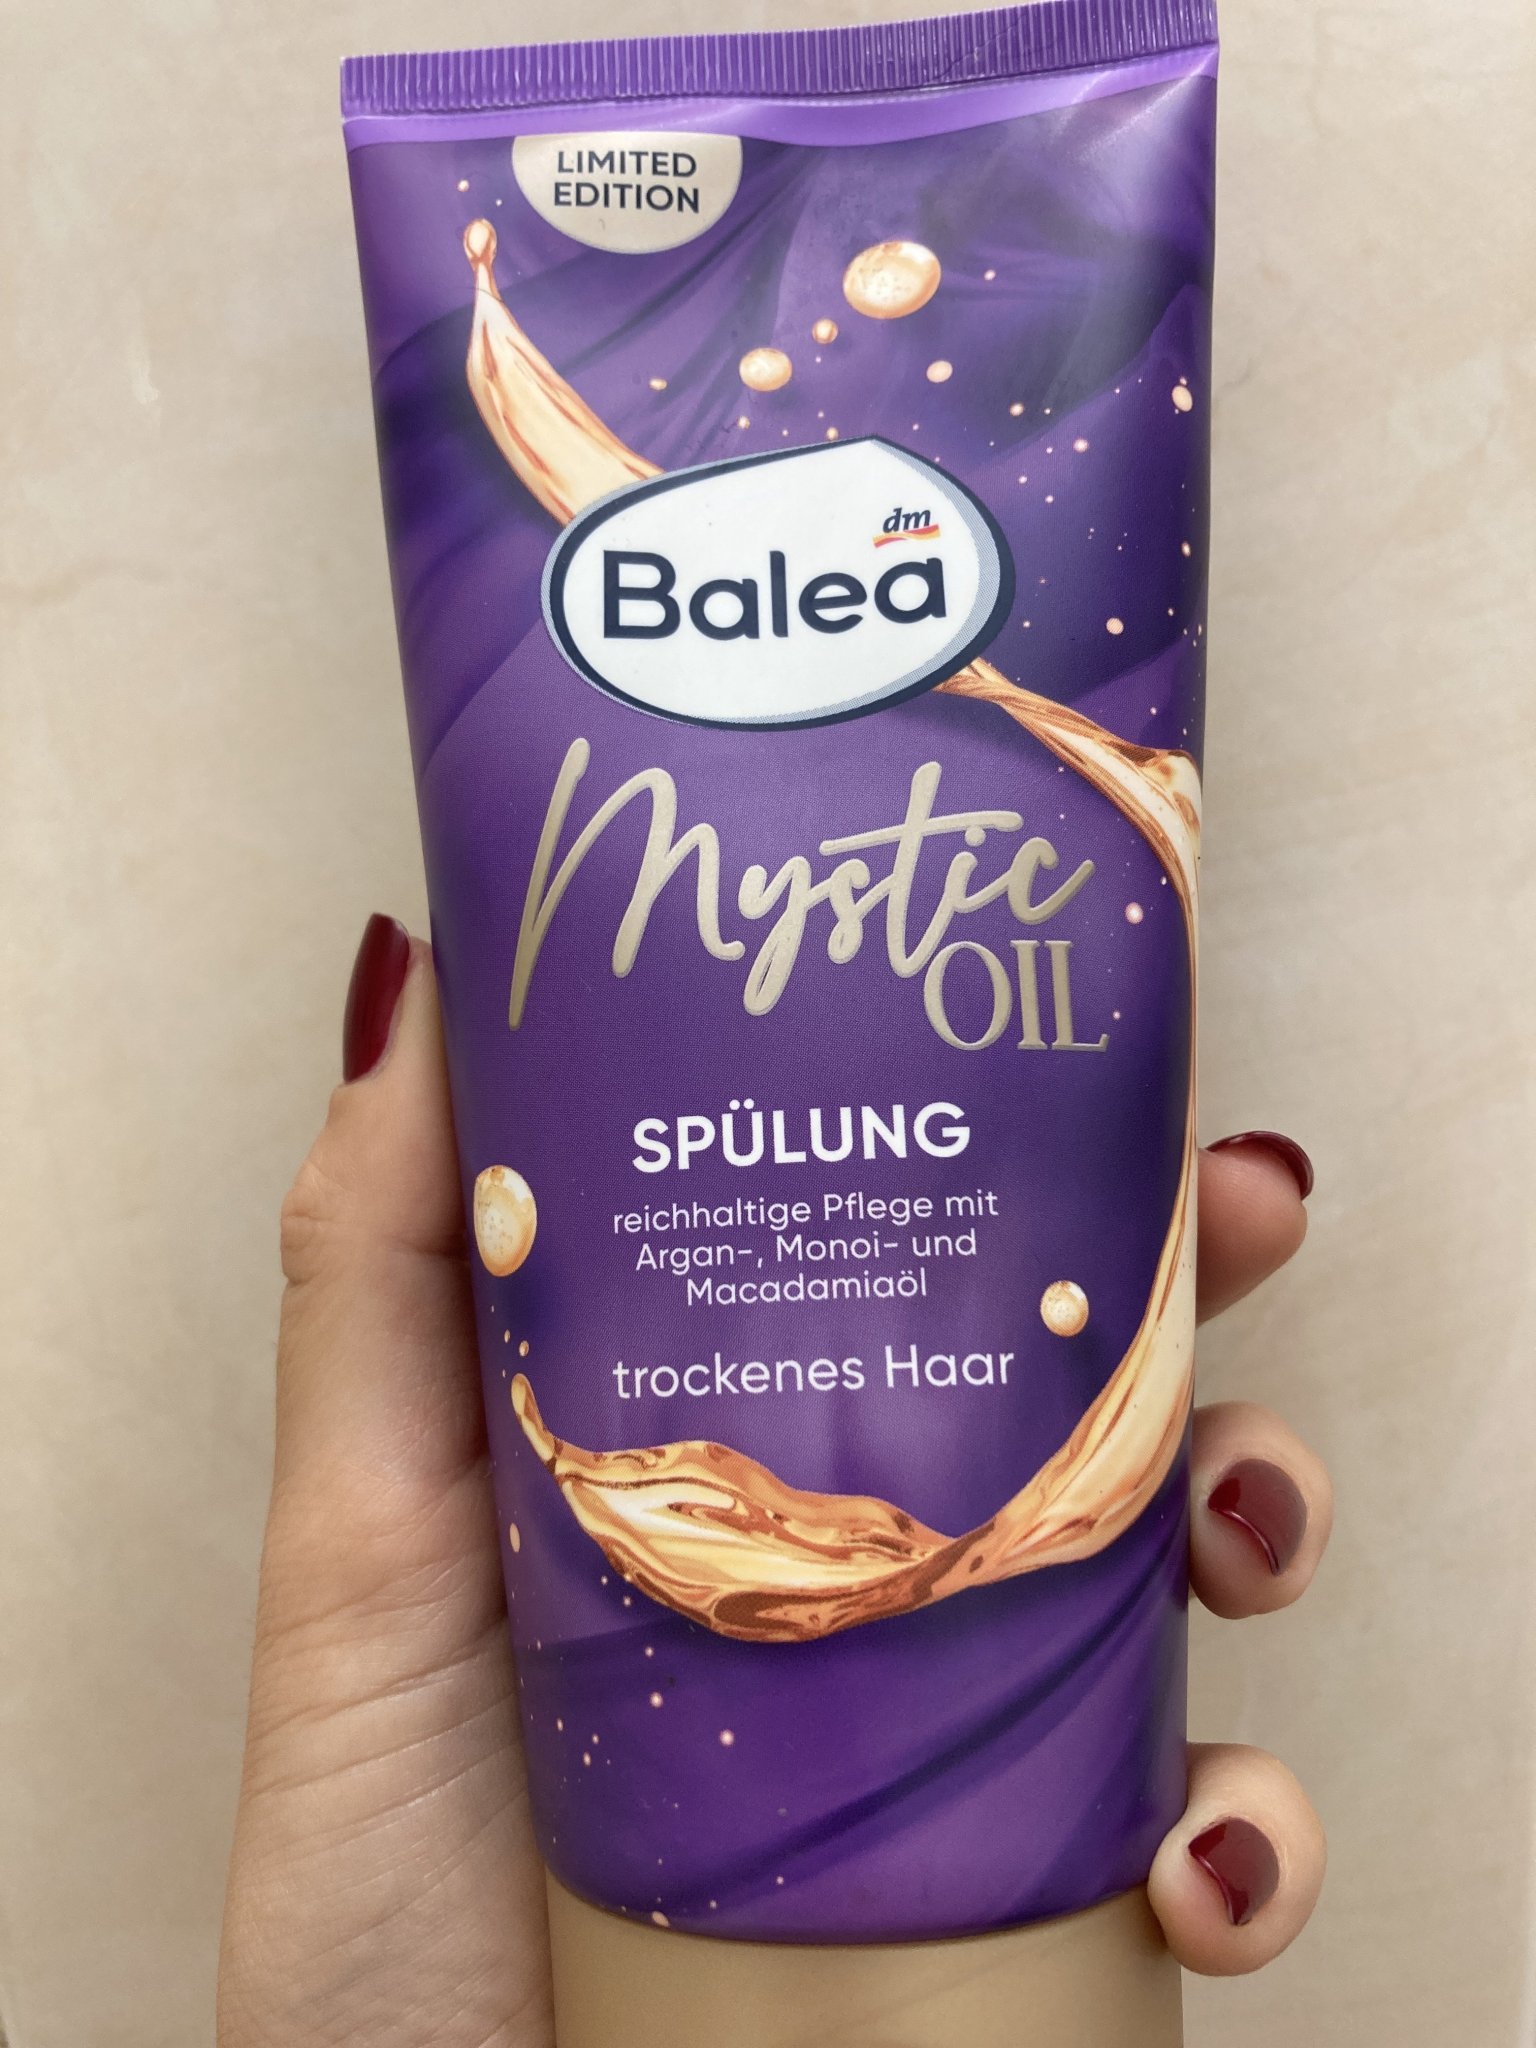 LIMITED
EDITION
dm
Balea
Mystic
OIL
SPÜLUNG
reichhaltige Pflege mit
Argan-, Monoi- und
Macadamiaöl
trockenes Haar